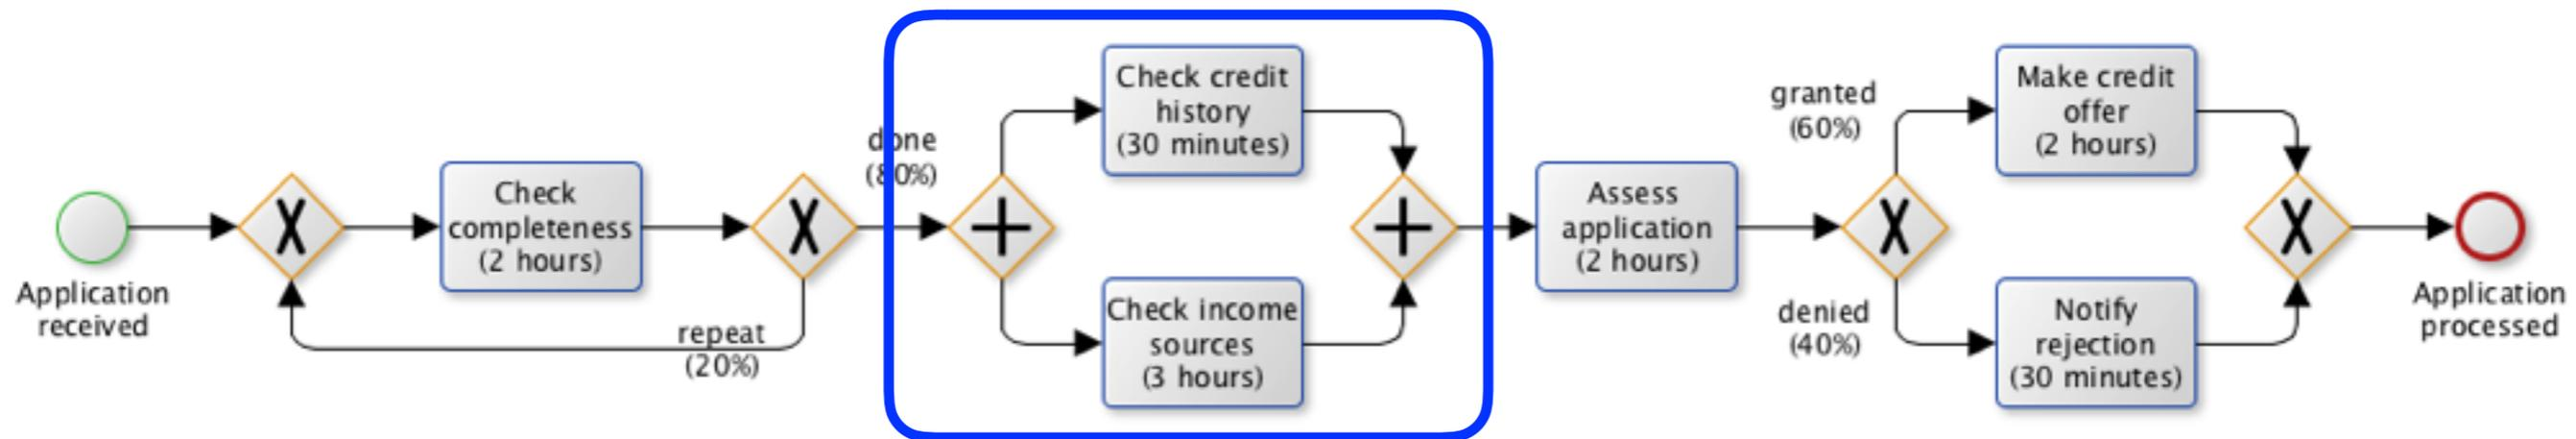 Application
received
Check
completeness
(2 hours)
repeat
(20%)
done
(80%)
Check credit
history
(30 minutes)
Check income
sources
(3 hours)
Assess
application
(2 hours)
granted
(60%)
denied
(40%)
Make credit
offer
(2 hours)
Notify
rejection
(30 minutes)
Application
processed